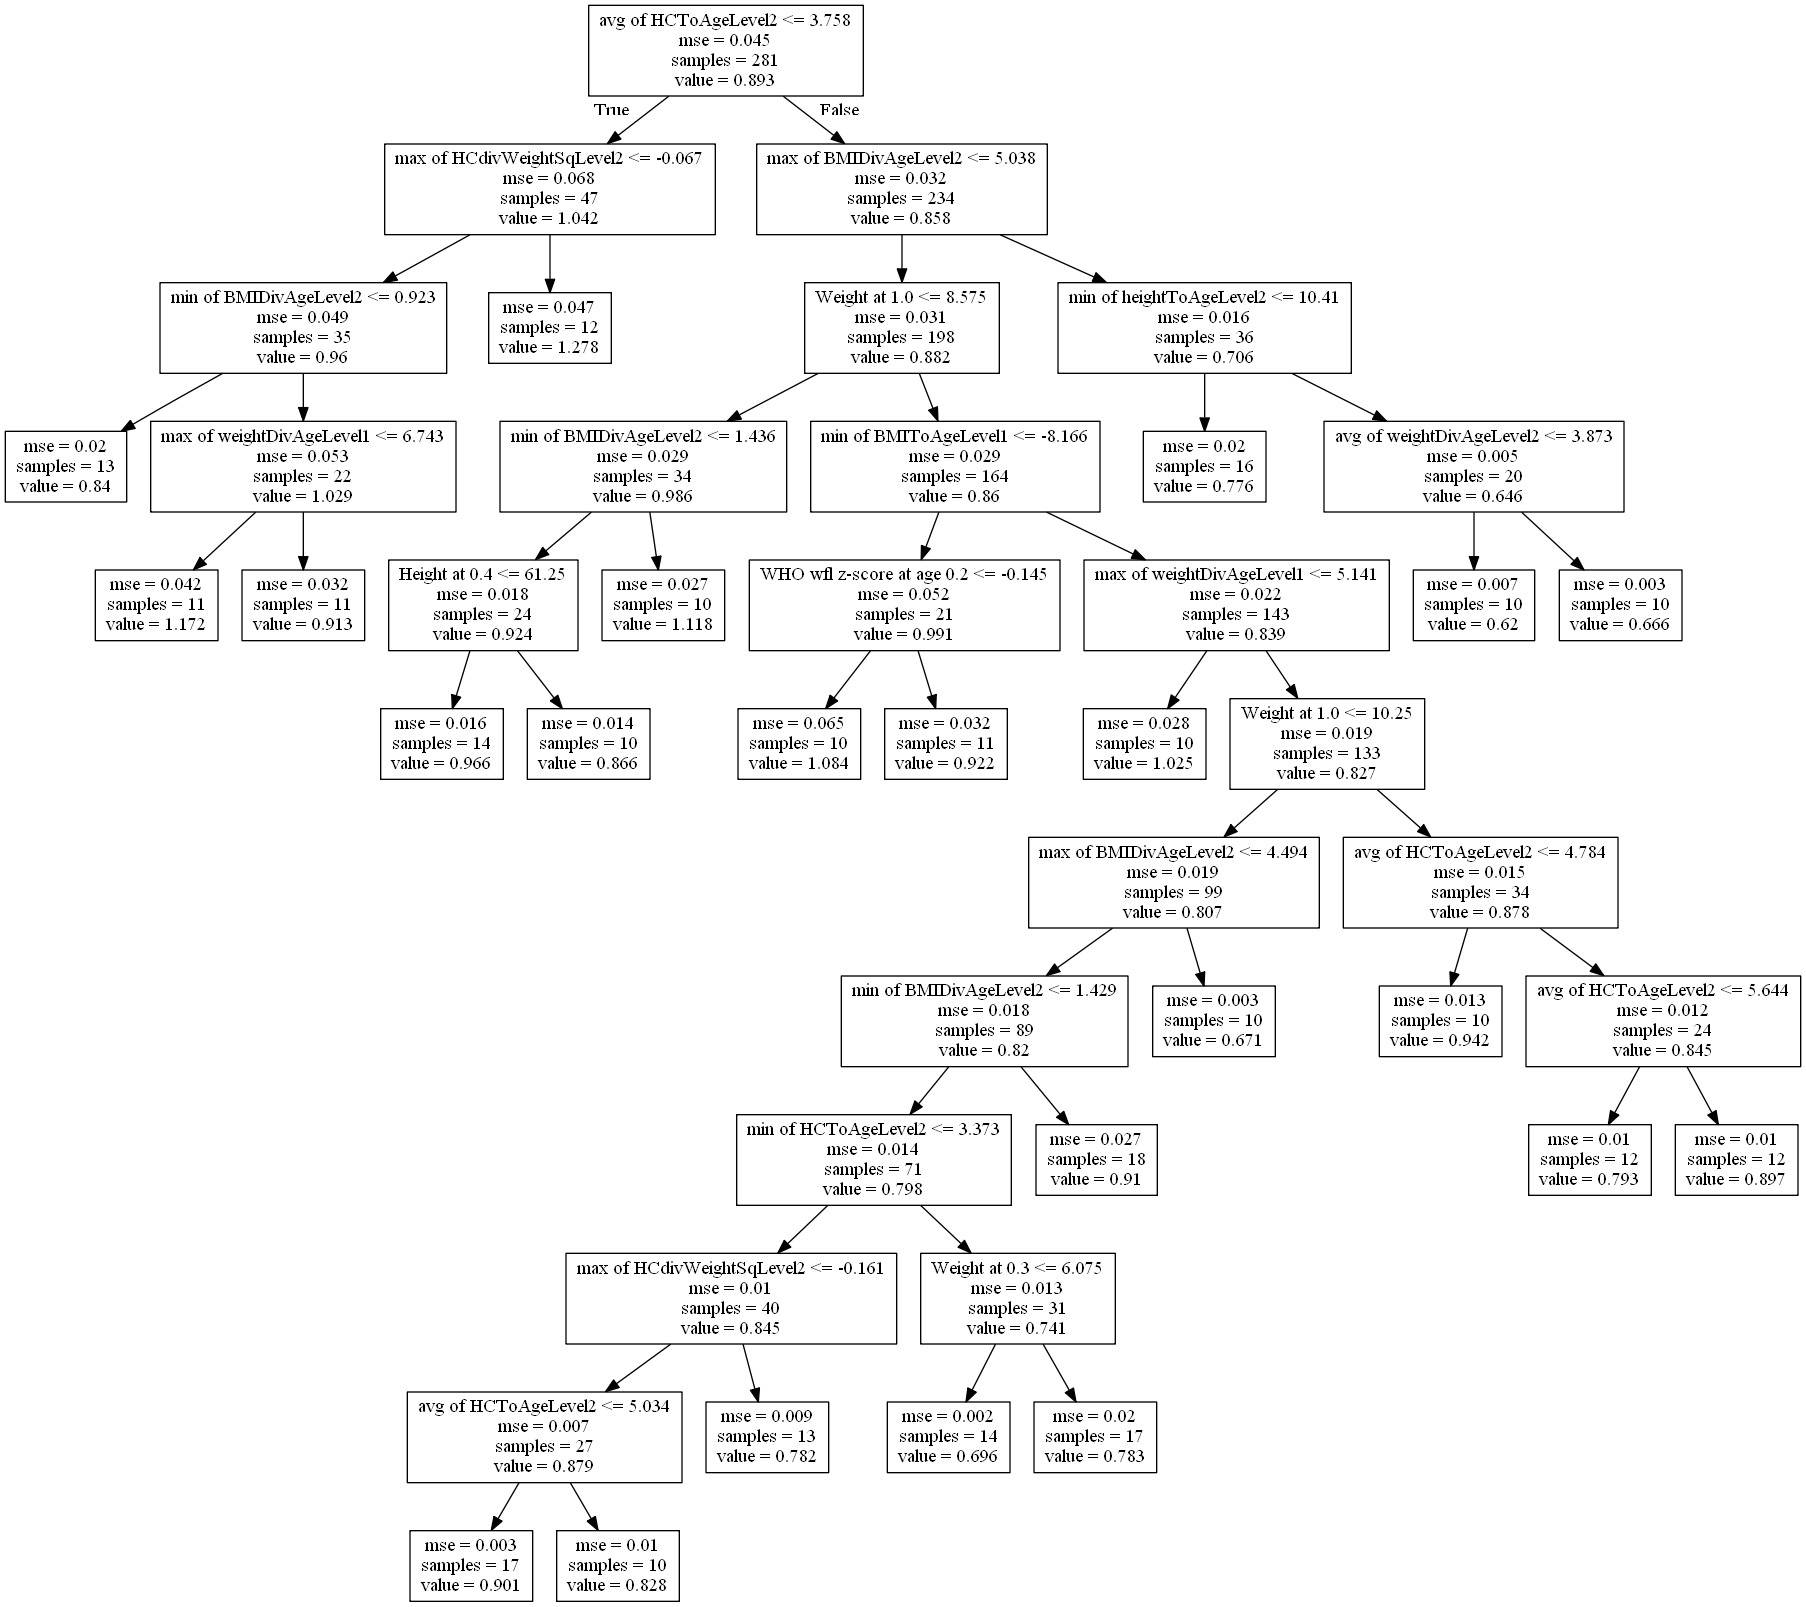 avg of HCToAgeLevel2 <= 3.758
mse = 0.045
samples = 281
value = 0.893
True
False
max of HCdivWeightSqLevel2 <= -0.067
mse = 0.068
samples = 47
value = 1.042
max of BMIDivAgeLevel2 <= 5.038
mse = 0.032
samples = 234
value = 0.858
min of BMIDivAgeLevel2 <= 0.923
mse = 0.049
samples = 35
value = 0.96
mse = 0.047
samples = 12
value = 1.278
Weight at 1.0 <= 8.575
mse = 0.031
samples = 198
value = 0.882
min of heightToAgeLevel2 <= 10.41
mse = 0.016
samples = 36
value = 0.706
mse = 0.02
samples = 13
value = 0.84
max of weightDivAgeLevel1 <= 6.743
mse = 0.053
samples = 22
value = 1.029
min of BMIDivAgeLevel2 <= 1.436
mse = 0.029
samples = 34
value = 0.986
min of BMIToAgeLevel1 <= -8.166
mse = 0.029
samples = 164
value = 0.86
mse = 0.02
samples = 16
value = 0.776
avg of weightDivAgeLevel2 <= 3.873
mse = 0.005
samples = 20
value = 0.646
mse = 0.042
samples = 11
value = 1.172
mse = 0.032
samples = 11
value = 0.913
Height at 0.4 <= 61.25
mse = 0.018
samples = 24
value = 0.924
mse = 0.027
samples = 10
value = 1.118
WHO wfl z-score at age 0.2 <= -0.145
mse = 0.052
samples = 21
value = 0.991
max of weightDivAgeLevel1 <= 5.141
mse = 0.022
samples = 143
value = 0.839
mse = 0.007
samples = 10
value = 0.62
mse = 0.003
samples = 10
value = 0.666
mse = 0.016
samples = 14
value = 0.966
mse = 0.014
samples = 10
value = 0.866
mse = 0.065
samples = 10
value = 1.084
mse = 0.032
samples = 11
value = 0.922
mse = 0.028
samples = 10
value = 1.025
Weight at 1.0 <= 10.25
mse = 0.019
samples = 133
value = 0.827
max of BMIDivAgeLevel2 <= 4.494
mse = 0.019
samples = 99
value = 0.807
avg of HCToAgeLevel2 <= 4.784
mse = 0.015
samples = 34
value = 0.878
min of BMIDivAgeLevel2 <= 1.429
mse = 0.018
samples = 89
value = 0.82
mse = 0.003
samples = 10
value = 0.671
mse = 0.013
samples = 10
value = 0.942
avg of HCToAgeLevel2 <= 5.644
mse = 0.012
samples = 24
value = 0.845
min of HCToAgeLevel2 <= 3.373
mse = 0.014
samples = 71
value = 0.798
mse = 0.027
samples = 18
value = 0.91
mse = 0.01
samples = 12
value = 0.793
mse = 0.01
samples = 12
value = 0.897
max of HCdivWeightSqLevel2 <= -0.161
mse = 0.01
samples = 40
value = 0.845
Weight at 0.3 <= 6.075
mse = 0.013
samples = 31
value = 0.741
avg of HCToAgeLevel2 <= 5.034
mse = 0.007
samples = 27
value = 0.879
mse = 0.009
samples = 13
value = 0.782
mse = 0.002
samples = 14
value = 0.696
mse = 0.02
samples = 17
value = 0.783
mse = 0.003
samples = 17
value = 0.901
mse = 0.01
samples = 10
value = 0.828